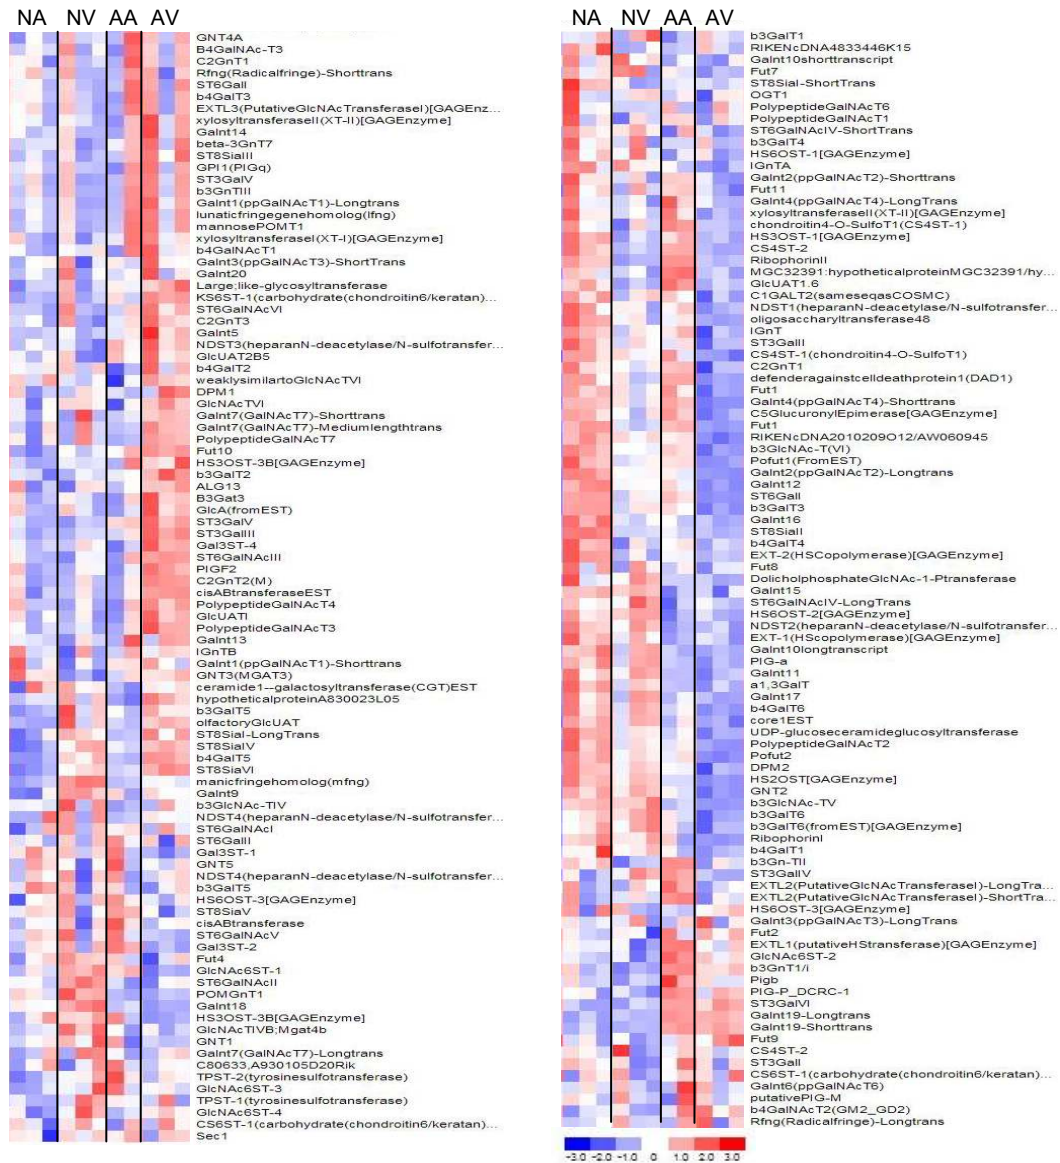 NA NV AA AV
GNT4A
B4GalNAc-T3
C2GnT1
Rfng(Radicalfringe)-Shorttrans
ST6GalI
b4GalT3
EXTL3(PutativeGlcNAcTransferaseI)[GAGEnz...
xylosyltransferaseII(XT-II)[GAGEnzyme]
Galnt14
beta-3GnT7
ST8SiaIII
GPI1(PIGq)
ST3GalV
b3GnTIII
Galnt1(ppGalNAcT1)-Longtrans
lunaticfringegenehomolog(lfng)
mannosePOMT1
xylosyltransferaseI(XT-I)[GAGEnzyme]
b4GalNAcT1
Galnt3(ppGalNAcT3)-ShortTrans
Galnt20
Large;like-glycosyltransferase
KS6ST-1(carbohydrate(chondroitin6/keratan)...
ST6GalNAcVI
C2GnT3
Galnt5
NDST3(heparanN-deacetylase/N-sulfotransfer...
GlcUAT2B5
b4GalT2
weaklysimilartoGlcNAcTVI
DPM1
GlcNAcTVI
Galnt7(GalNAcT7)-Shorttrans
Galnt7(GalNAcT7)-Mediumlengthtrans
PolypeptideGalNAcT7
Fut10
HS3OST-3B[GAGEnzyme]
b3GalT2
ALG13
B3Gat3
GlcA(fromEST)
ST3GalV
ST3GalIII
Gal3ST-4
ST6GalNAcIII
PIGF2
C2GnT2(M)
cisABtransferaseEST
PolypeptideGalNAcT4
GlcUATI
PolypeptideGalNAcT3
Galnt13
IGnTB
Galnt1(ppGalNAcT1)-Shorttrans
GNT3(MGAT3)
ceramide1--galactosyltransferase(CGT)EST
hypotheticalproteinA830023L05
b3GalT5
olfactoryGlcUAT
ST8SiaI-LongTrans
ST8SiaIV
b4GalT5
ST8SiaVI
manicfringehomolog(mfng)
Galnt9
b3GlcNAc-TIV
NDST4(heparanN-deacetylase/N-sulfotransfer...
ST6GalNAcI
ST6GalII
Gal3ST-1
GNT5
NDST4(heparanN-deacetylase/N-sulfotransfer...
b3GalT5
HS6OST-3[GAGEnzyme]
ST8SiaV
cisABtransferase
ST6GalNAcV
Gal3ST-2
Fut4
GlcNAc6ST-1
ST6GalNAcII
POMGnT1
Galnt18
HS3OST-3B[GAGEnzyme]
GlcNAcTIVB;Mgat4b
GNT1
Galnt7(GalNAcT7)-Longtrans
C80633,A930105D20Rik
TPST-2(tyrosinesulfotransferase)
GlcNAc6ST-3
TPST-1(tyrosinesulfotransferase)
GlcNAc6ST-4
CS6ST-1(carbohydrate(chondroitin6/keratan)...
Sec1
NA NV AA AV
b3GalT1
RIKENcDNA4833446K15
Galnt10shorttranscript
Fut7
ST8SiaI-ShortTrans
OGT1
PolypeptideGalNAcT6
PolypeptideGalNAcT1
ST6GalNAcIV-ShortTrans
b3GalT4
HS6OST-1[GAGEnzyme]
IGnTA
Galnt2(ppGalNAcT2)-Shorttrans
Fut11
Galnt4(ppGalNAcT4)-LongTrans
xylosyltransferaseII(XT-II)[GAGEnzyme]
chondroitin4-O-SulfoT1(CS4ST-1)
HS3OST-1[GAGEnzyme]
CS4ST-2
RibophorinII
MGC32391:hypotheticalproteinMGC32391/hy...
GlcUAT1.6
C1GALT2(sameseqasCOSMC)
NDST1(heparanN-deacetylase/N-sulfotransfer...
oligosaccharyltransferase48
IGnT
ST3GalII
CS4ST-1(chondroitin4-O-SulfoT1)
C2GnT1
defenderagainstcelldeathprotein1(DAD1)
Fut1
Galnt4(ppGalNAcT4)-Shorttrans
C5GlucuronylEpimerase[GAGEnzyme]
Fut1
RIKENcDNA2010209O12/AW060945
b3GlcNAc-T(VI)
Pofut1(FromEST)
Galnt2(ppGalNAcT2)-Longtrans
Galnt12
ST6GalI
b3GalT3
Galnt16
ST8SiaII
b4GalT4
EXT-2(HSCopolymerase)[GAGEnzyme]
Fut8
DolicholphosphateGlcNAc-1-Ptransferase
Galnt15
ST6GalNAcIV-LongTrans
HS6OST-2[GAGEnzyme]
NDST2(heparanN-deacetylase/N-sulfotransfer...
EXT-1(HScopolymerase)[GAGEnzyme]
Galnt10longtranscript
PIG-a
Galnt11
a1,3GalT
Galnt17
b4GalT6
core1EST
UDP-glucoseceramideglucosyltransferase
PolypeptideGalNAcT2
Pofut2
DPM2
HS2OST[GAGEnzyme]
GNT2
b3GlcNAc-TV
b3GalT6
b3GalT6(fromEST)[GAGEnzyme]
RibophorinI
b4GalT1
b3Gn-TII
ST3GalIV
EXTL2(PutativeGlcNAcTransferaseI)-LongTra...
EXTL2(PutativeGlcNAcTransferaseI)-ShortTra...
HS6OST-3[GAGEnzyme]
Galnt3(ppGalNAcT3)-LongTrans
Fut2
EXTL1(putativeHStransferase)[GAGEnzyme]
GlcNAc6ST-2
b3GnT1/i
Pigb
PIG-P_DCRC-1
ST3GalVI
Galnt19-Longtrans
Galnt19-Shorttrans
Fut9
CS4ST-2
ST3GalI
CS6ST-1(carbohydrate(chondroitin6/keratan)...
Galnt6(ppGalNAcT6)
putativePIG-M
b4GalNAcT2(GM2_GD2)
Rfng(Radicalfringe)-Longtrans
-3.0 -2.0 -1.0 0 1.0 2.0 3.0